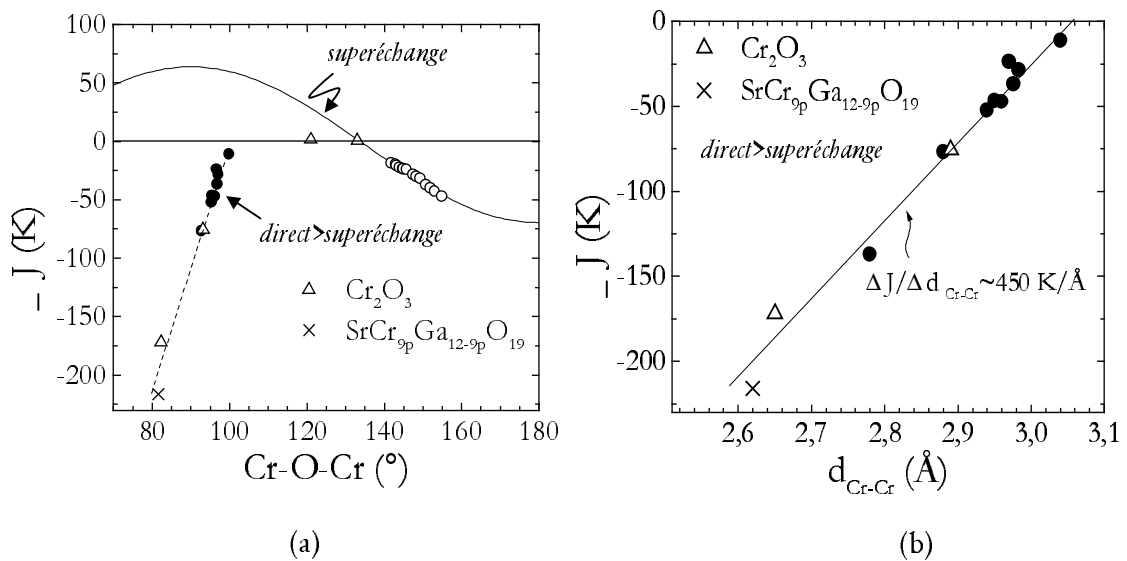 100
50
0
-50
-100
-150
-200
– J (K)
superéchange
direct>superéchange
Cr2O3
SrCr9pGa12-9pO19
80 100 120 140 160 180
Cr-O-Cr (°)
(a)
0
-50
-100
-150
-200
– J (K)
Cr2O3
SrCr9pGa12-9pO19
direct>superéchange
ΔJ/Δd Cr-Cr~450 K/Å
2,6 2,7 2,8 2,9 3,0 3,1
dCr-Cr (Å)
(b)